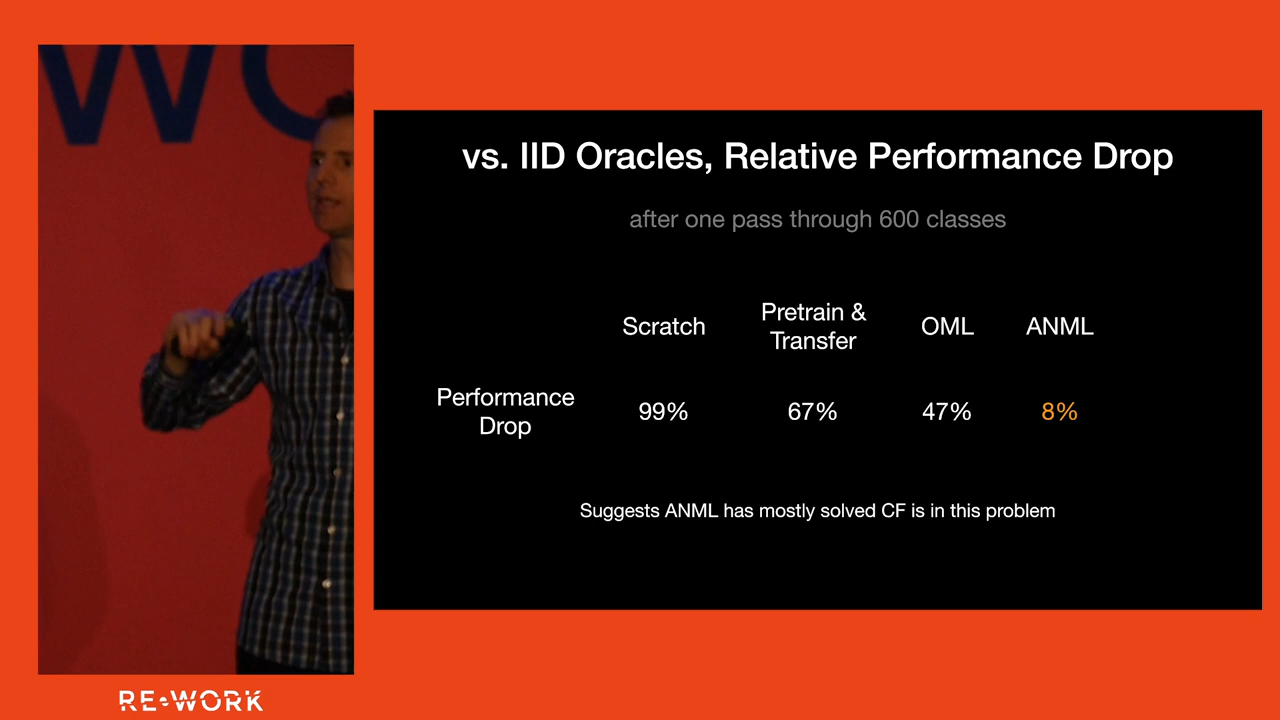 WO
vs. IID Oracles, Relative Performance Drop
after one pass through 600 classes
Scratch
Pretrain &
Transfer
OML
ANML
Performance
Drop
99%
67%
47%
8%
Suggests ANML has mostly solved CF is in this problem
RE•WORK